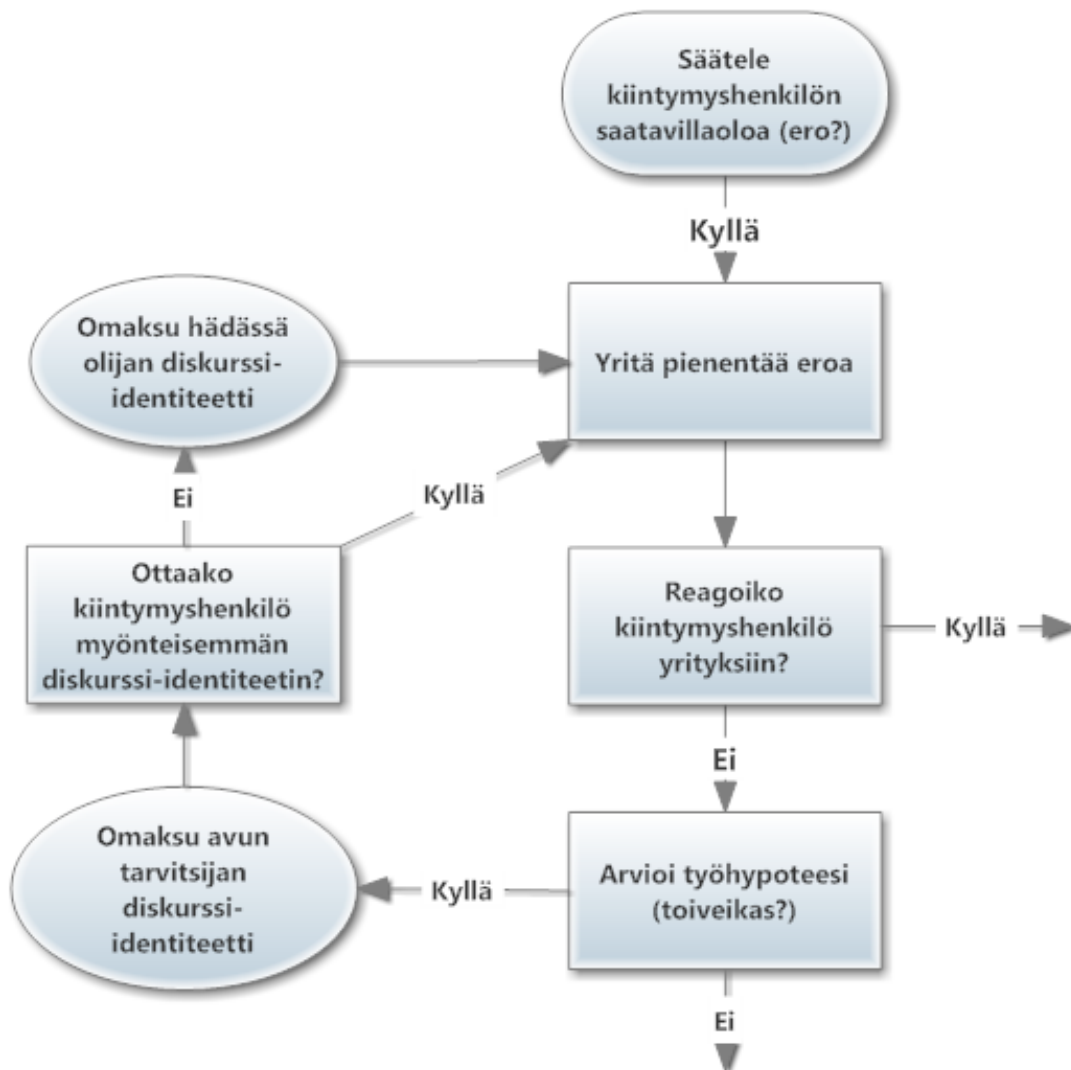 Säätele
kiintymyshenkilön
saatavillaoloa (ero?)
Kyllä
Omaksu hädässä
olijan diskurssi-
identiteetti
Yritä pienentää eroa
Ei
Kyllä
Ottaako
kiintymyshenkilö
myönteisemmän
diskurssi-identiteetin?
Reagoiko
kiintymyshenkilö
yrityksiin?
Kyllä
Ei
Omaksu avun
tarvitsijan
diskurssi-
identiteetti
Kyllä
Arvioi työhypoteesi
(toiveikas?)
Ei